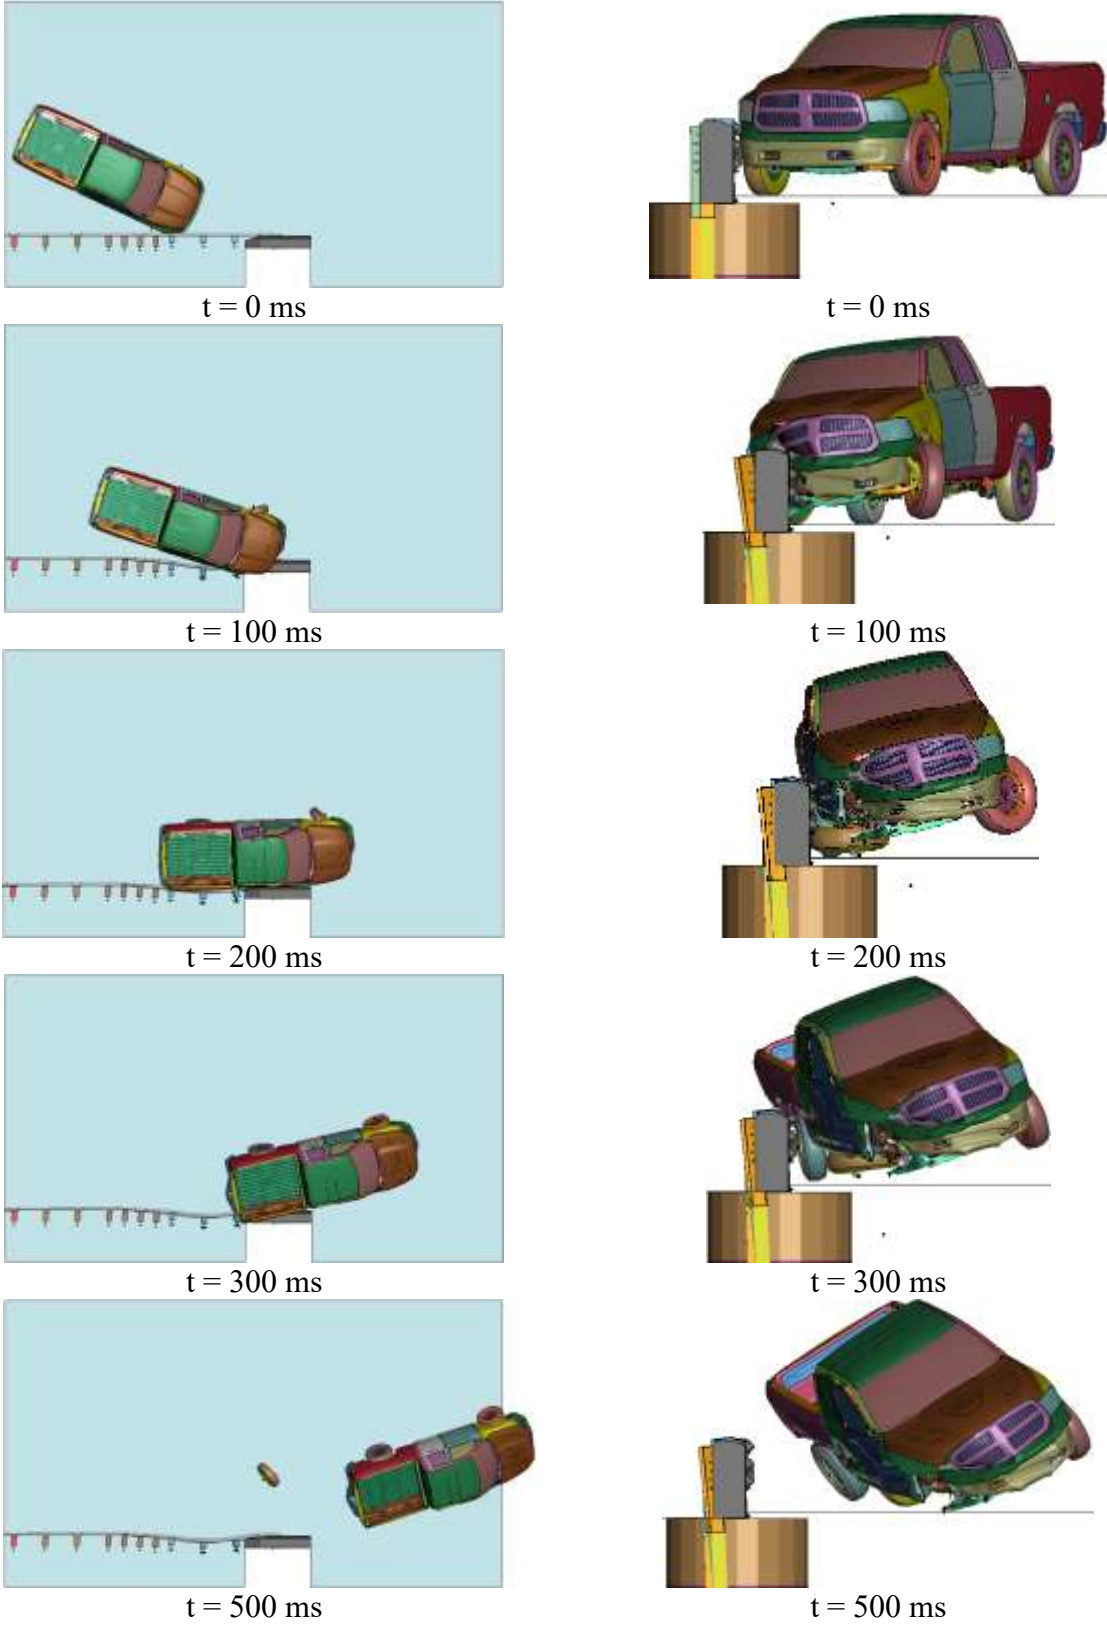 t = 0 ms
t = 0 ms
t = 100 ms
t = 100 ms
t = 200 ms
t = 200 ms
t = 300 ms
t = 300 ms
t = 500 ms
t = 500 ms